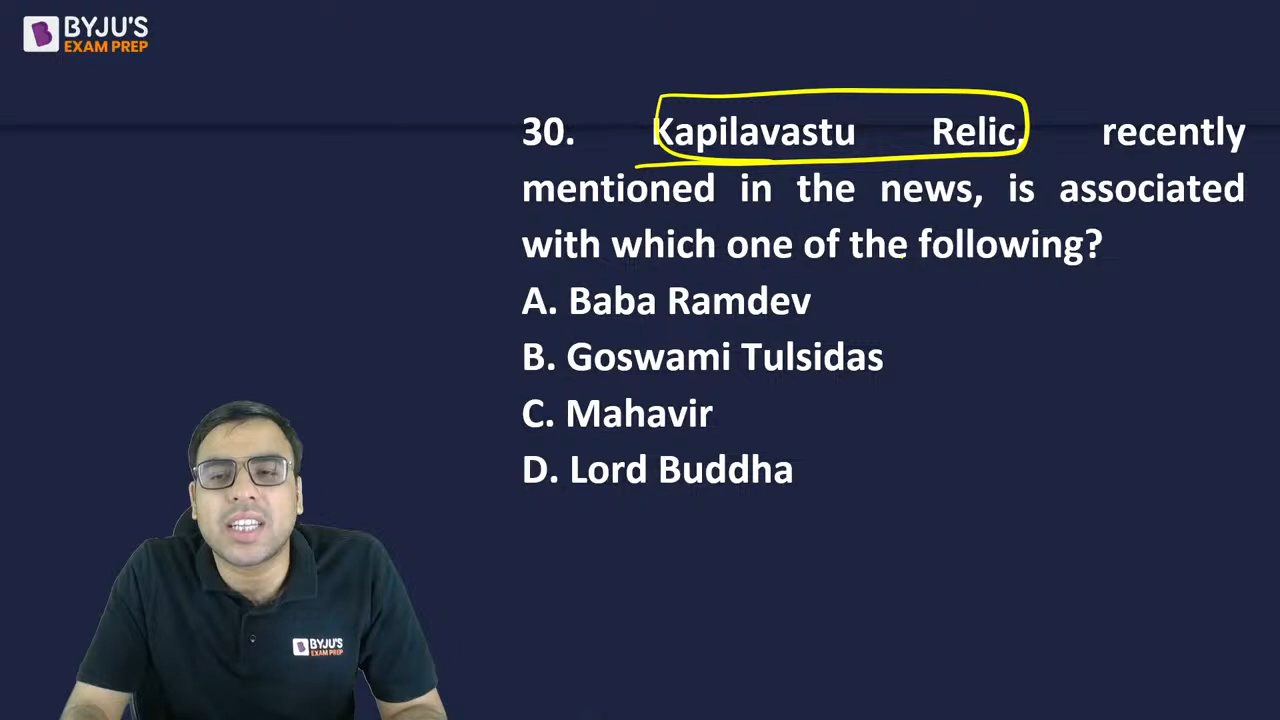 BYJU'S
EXAM PREP
30. Kapilavastu Relic, recently
mentioned in the news, is associated
with which one of the following?
A. Baba Ramdev
B. Goswami Tulsidas
C. Mahavir
D. Lord Buddha
BYJU'S
EXAM PREP